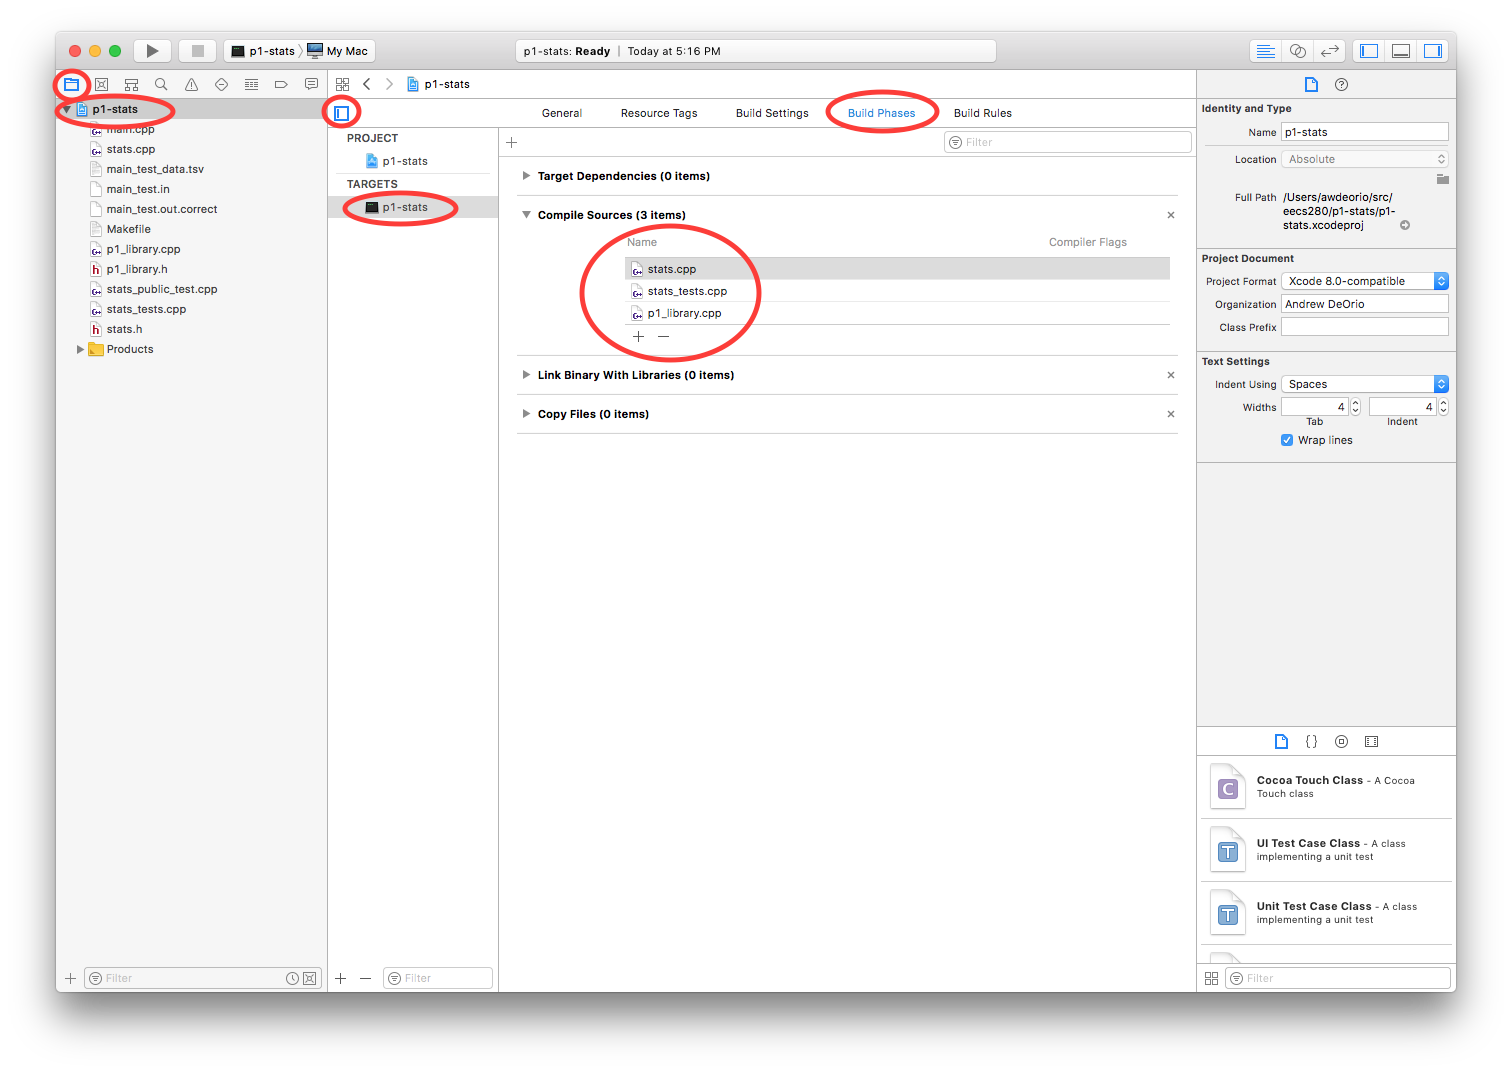 p1-stats
My Mac
p1-stats: Ready | Today at 5:16 PM
p1-stats
main.cpp
stats.cpp
main_test_data.tsv
main_test.in
main_test.out.correct
Makefile
p1_library.cpp
p1_library.h
stats_public_test.cpp
stats_tests.cpp
stats.h
Products
Filter
p1-stats
General
Resource Tags
Build Settings
Build Phases
Build Rules
PROJECT
p1-stats
TARGETS
p1-stats
Filter
Filter
Target Dependencies (0 items)
Compile Sources (3 items)
Name
Compiler Flags
stats.cpp
stats_tests.cpp
p1_library.cpp
Link Binary With Libraries (0 items)
Copy Files (0 items)
Identity and Type
Name p1-stats
Location Absolute
Full Path /Users/awdeorio/src/
eecs280/p1-stats/p1-
stats.xcodeproj
Project Document
Project Format Xcode 8.0-compatible
Organization Andrew DeOrio
Class Prefix
Text Settings
Indent Using Spaces
Widths 4 4
Tab Indent
Wrap lines
C
Cocoa Touch Class - A Cocoa
Touch class
T
UI Test Case Class - A class
implementing a unit test
T
Unit Test Case Class - A class
implementing a unit test
Filter